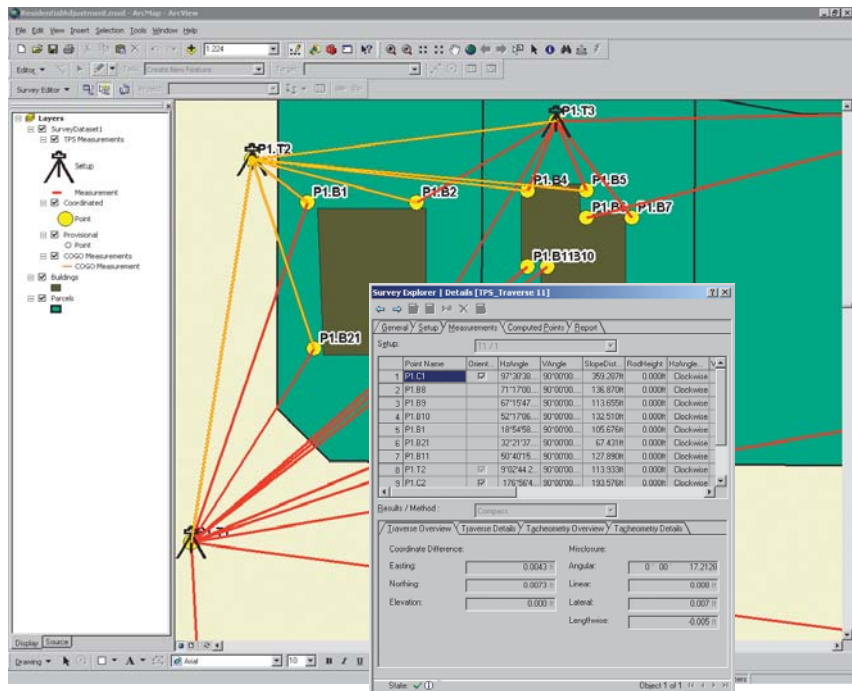 ResidentialAdjustment.mxd - ArcMap - ArcView
File Edit View Insert Selection Tools Window Help
1:224
Editor Task: Create New Feature Target:
Survey Editor Project:
Layers
SurveyDataset1
TPS Measurements
Setup
Measurement
Coordinated
Point
Provisional
Point
COGO Measurements
COGO Measurement
Buildings
Parcels
P1.T3
P1.T2
P1.B1
P1.B2
P1.B4
P1.B5
P1.B7
P1.B21
Survey Explorer | Details [TPS_Traverse 11]
General Setup Measurements Computed Points Report
Setup: T1 / 1
Point Name Orient... HzAngle VAngle SlopeDist... RodHeight HzAngle... V
1 P1.C1 97°38'38... 90°00'00... 359.287ft 0.000ft Clockwise
2 P1.B8 71°17'00... 90°00'00... 136.870ft 0.000ft Clockwise
3 P1.B9 67°15'47... 90°00'00... 113.655ft 0.000ft Clockwise
4 P1.B10 52°17'06... 90°00'00... 132.510ft 0.000ft Clockwise
5 P1.B1 18°54'58... 90°00'00... 105.676ft 0.000ft Clockwise
6 P1.B21 32°21'37... 90°00'00... 67.431ft 0.000ft Clockwise
7 P1.B11 50°40'15... 90°00'00... 127.890ft 0.000ft Clockwise
8 P1.T2 9°02'44.2... 90°00'00... 113.933ft 0.000ft Clockwise
9 P1.C2 176°56'4... 90°00'00... 193.576ft 0.000ft Clockwise
Results / Method: Compass
Traverse Overview Traverse Details Tacheometry Overview Tacheometry Details
Coordinate Difference: Misclosure:
Easting: 0.0043 ft Angular: 0 ° 00 ' 17.2128
Northing: 0.0073 ft Linear: 0.008 ft
Elevation: 0.000 ft Lateral: 0.007 ft
Lengthwise: -0.005 ft
State: Object 1 of 1
Display Source
Drawing A Arial 10 B I U